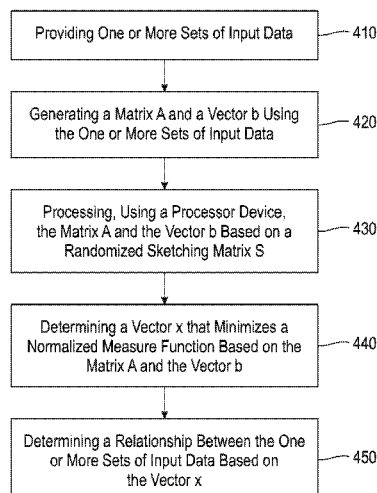 Providing One or More Sets of Input Data
410
Generating a Matrix A and a Vector b Using
the One or More Sets of Input Data
420
Processing, Using a Processor Device,
the Matrix A and the Vector b Based on a
Randomized Sketching Matrix S
430
Determining a Vector x that Minimizes a
Normalized Measure Function Based on the
Matrix A and the Vector b
440
Determining a Relationship Between the One
or More Sets of Input Data Based on
the Vector x
450